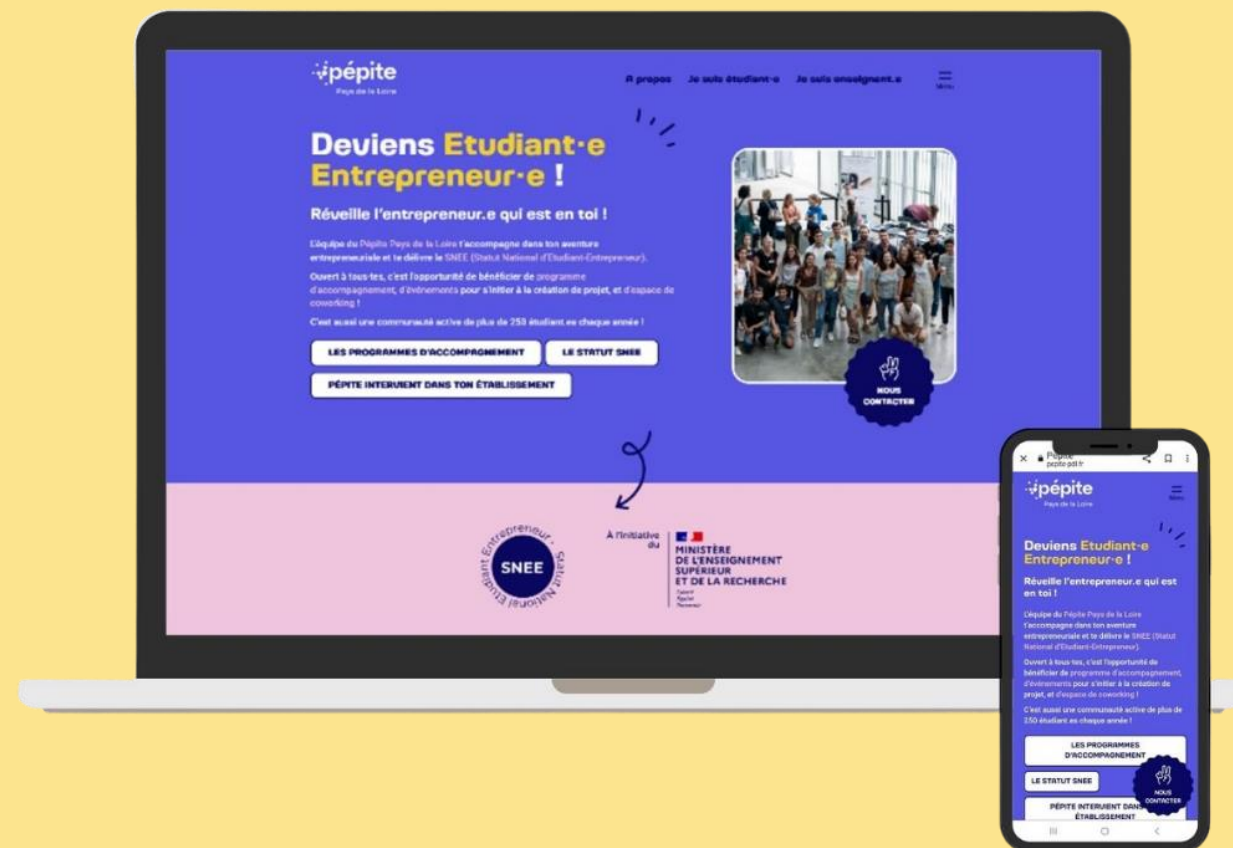 pépite
Pays de la Loire
A propos Je suis étudiant·e Je suis enseignant.e
Menu
Deviens Etudiant·e
Entrepreneur·e !
Réveille l'entrepreneur.e qui est en toi !
L'équipe du Pépite Pays de la Loire t'accompagne dans ton aventure
entrepreneuriale et te délivre le SNEE (Statut National d'Etudiant-Entrepreneur).
Ouvert à tous·tes, c'est l'opportunité de bénéficier de programme
d'accompagnement, d'événements pour s'initier à la création de projet, et d'espace de
coworking !
C'est aussi une communauté active de plus de 250 étudiant·es chaque année !
LES PROGRAMMES D'ACCOMPAGNEMENT LE STATUT SNEE
PÉPITE INTERVIENT DANS TON ÉTABLISSEMENT
NOUS
CONTACTER
Statut National Étudiant Entrepreneur
SNEE
À l'initiative
du
MINISTÈRE
DE L'ENSEIGNEMENT
SUPÉRIEUR
ET DE LA RECHERCHE
Liberté
Égalité
Fraternité
Pépite
pepite-pdl.fr
pépite
Pays de la Loire
Menu
Deviens Etudiant·e
Entrepreneur·e !
Réveille l'entrepreneur.e qui est
en toi !
L'équipe du Pépite Pays de la Loire
t'accompagne dans ton aventure
entrepreneuriale et te délivre le SNEE (Statut
National d'Etudiant-Entrepreneur).
Ouvert à tous·tes, c'est l'opportunité de
bénéficier de programme d'accompagnement,
d'événements pour s'initier à la création de
projet, et d'espace de coworking !
C'est aussi une communauté active de plus de
250 étudiant·es chaque année !
LES PROGRAMMES
D'ACCOMPAGNEMENT
LE STATUT SNEE
NOUS
CONTACTER
PÉPITE INTERVIENT DANS
ÉTABLISSEMENT